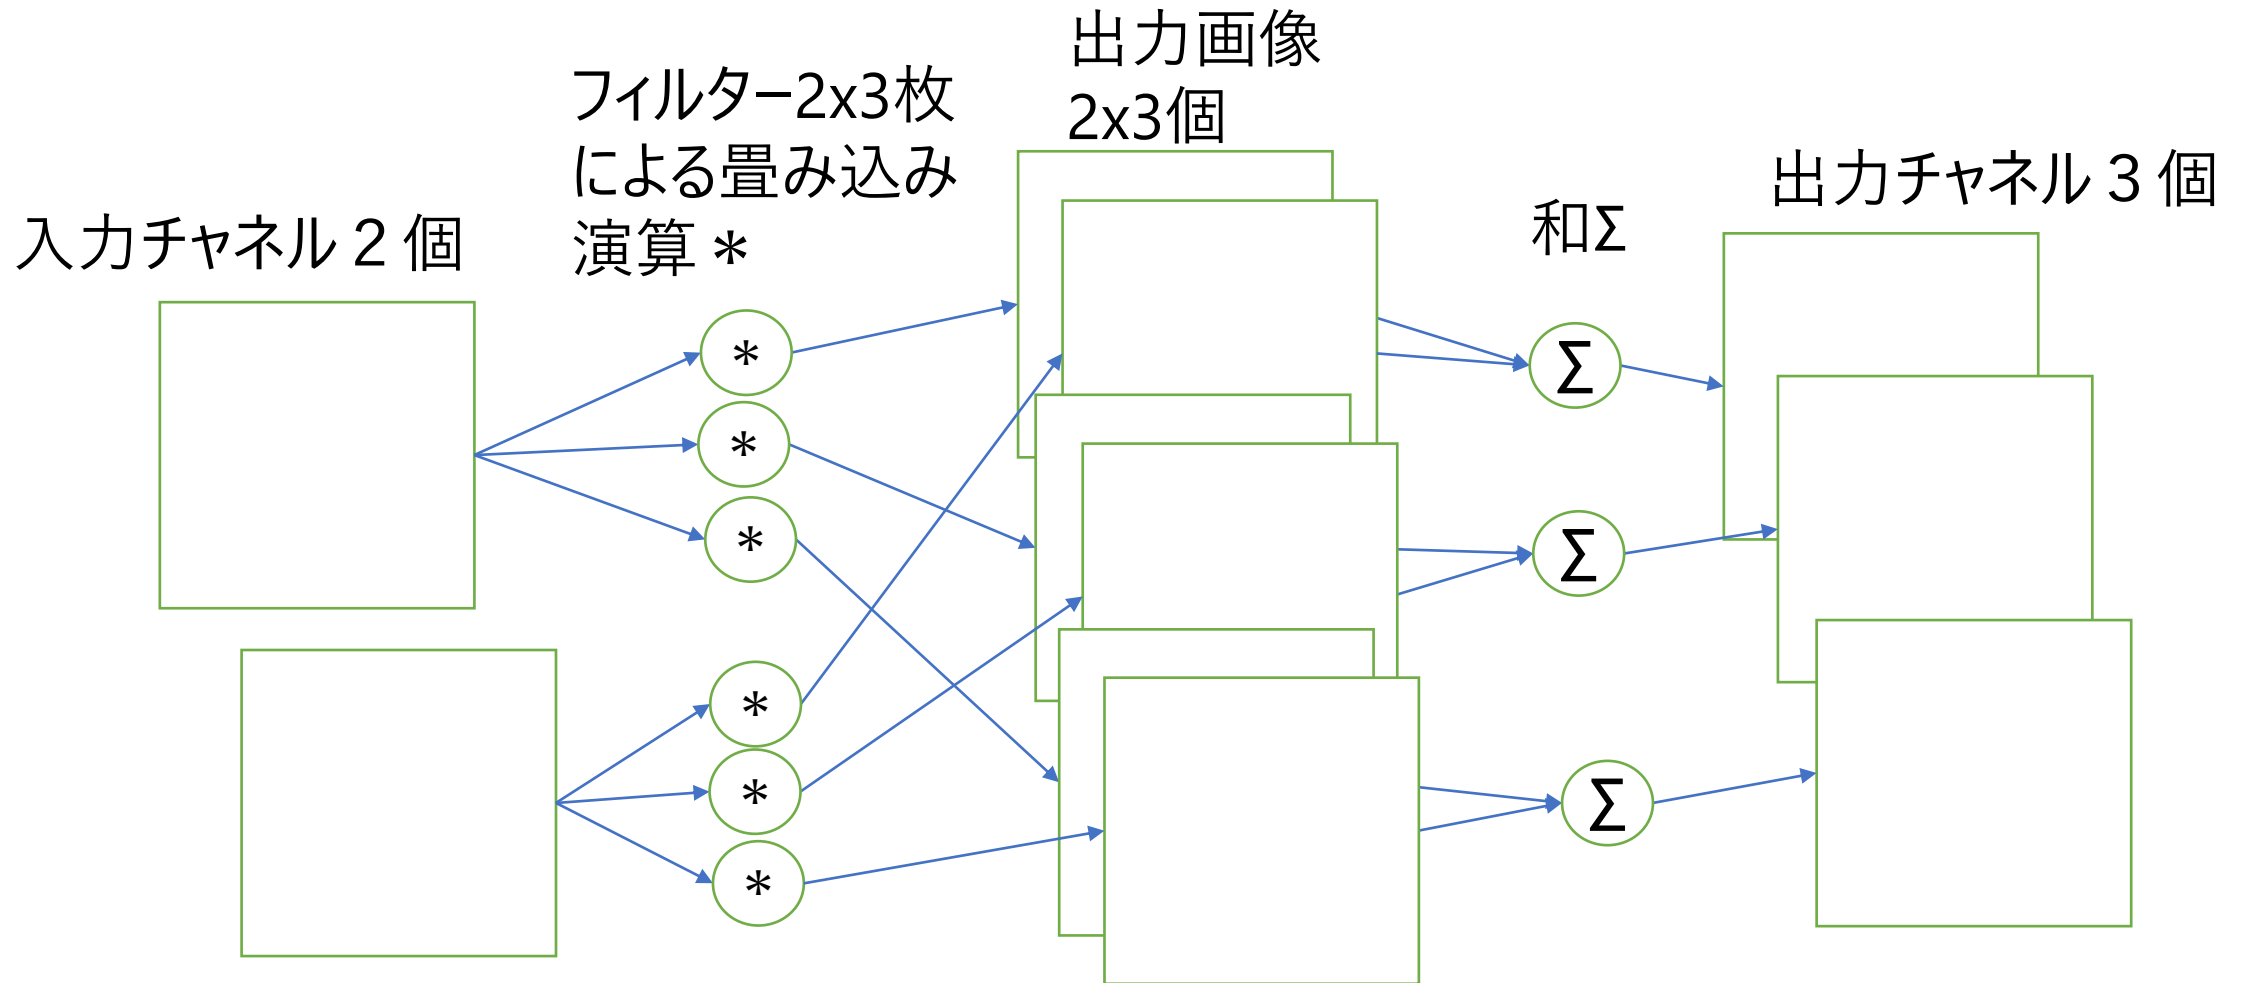 入力チャネル 2 個
フィルター2x3枚
による畳み込み
演算 *
出力画像
2x3個
和Σ
出力チャネル 3 個
*
*
*
*
*
*
Σ
Σ
Σ